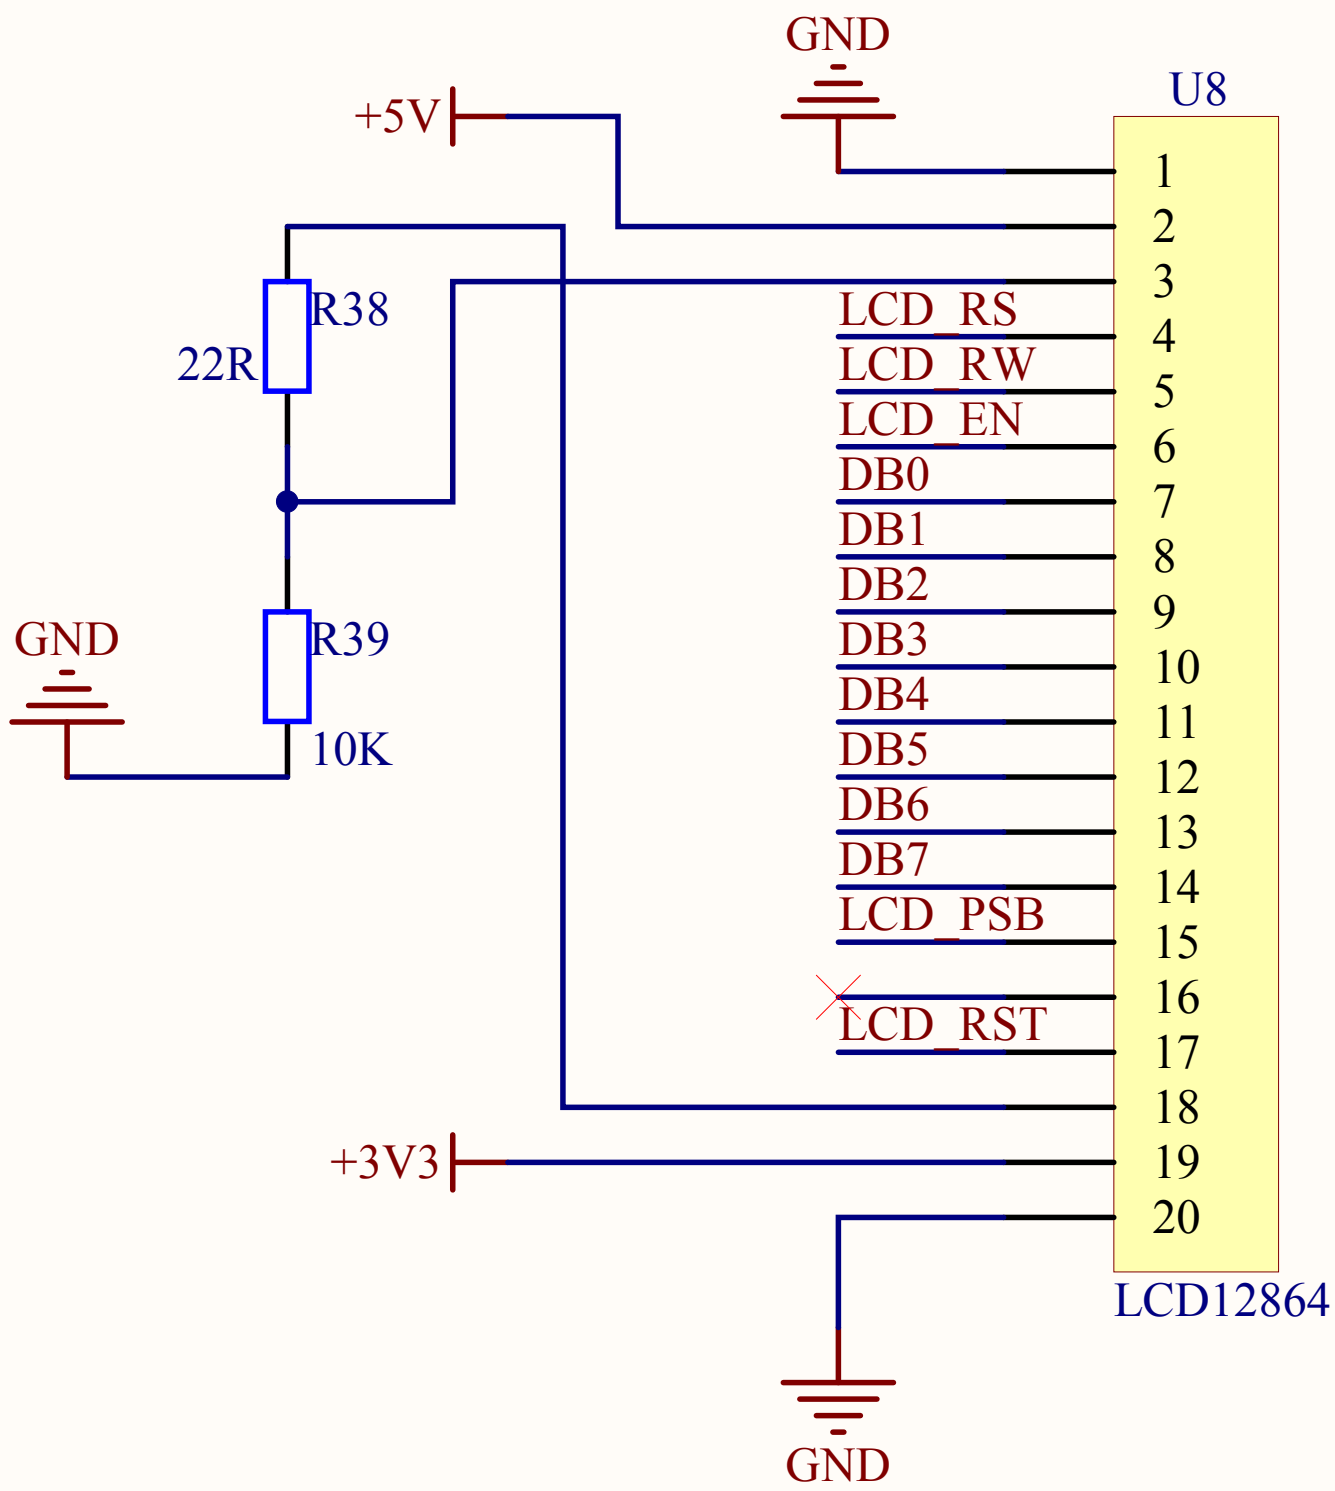 GND
U8
+5V
1
2
3
R38
LCD_RS
4
22R
LCD_RW
5
LCD_EN
6
DB0
7
DB1
8
DB2
9
GND
R39
DB3
10
DB4
11
10K
DB5
12
DB6
13
DB7
14
LCD_PSB
15
16
LCD_RST
17
18
+3V3
19
20
LCD12864
GND